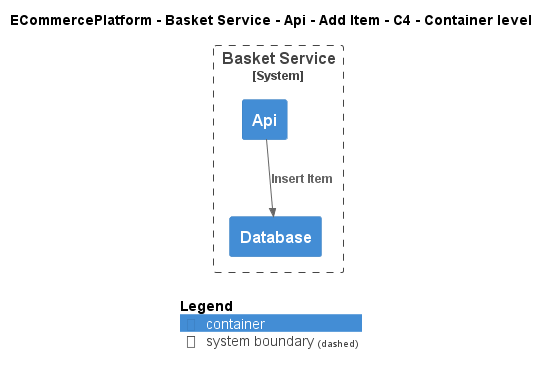 ECommercePlatform - Basket Service - Api - Add Item - C4 - Container level
Basket Service
[System]
Api
Insert Item
Database
Legend
container
system boundary (dashed)